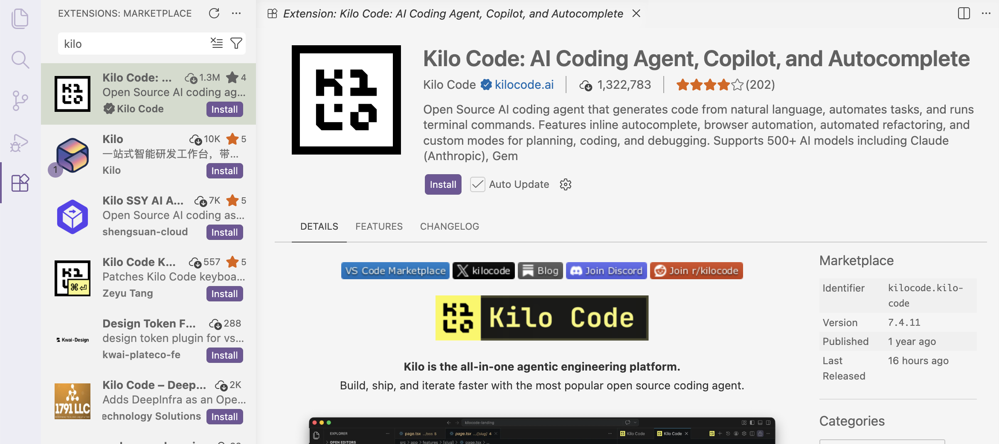 EXTENSIONS: MARKETPLACE
kilo
Kilo Code: ... 1.3M 4
Open Source AI coding ag...
Kilo Code
Install
Kilo 10K 5
一站式智能研发工作台，带...
Kilo
Install
1
Kilo SSY AI A... 7K 5
Open Source AI coding as...
shengsuan-cloud
Install
Kilo Code K... 557 5
Patches Kilo Code keyboa...
Zeyu Tang
Install
Kwai-Design
Design Token F... 288
design token plugin for vs...
kwai-plateco-fe
Install
1791 LLC
Kilo Code – Deep... 2K
Adds DeepInfra as an Ope...
echnology Solutions
Install
Extension: Kilo Code: AI Coding Agent, Copilot, and Autocomplete
Kilo
Kilo Code: AI Coding Agent, Copilot, and Autocomplete
Kilo Code kilocode.ai 1,322,783 (202)
Open Source AI coding agent that generates code from natural language, automates tasks, and runs
terminal commands. Features inline autocomplete, browser automation, automated refactoring, and
custom modes for planning, coding, and debugging. Supports 500+ AI models including Claude
(Anthropic), Gem
Install Auto Update
DETAILS FEATURES CHANGELOG
VS Code Marketplace X kilocode Blog Join Discord Join r/kilocode
Kilo Code
Kilo is the all-in-one agentic engineering platform.
Build, ship, and iterate faster with the most popular open source coding agent.
kilocode-landing
EXPLORER ... page.tsx .../oss 5 page.tsx .../[slug] 4 Kilo Code Kilo Code
OPEN EDITORS src > app > features > [slug] > page.tsx > ...
Marketplace
Identifier kilocode.kilo-
code
Version 7.4.11
Published 1 year ago
Last 16 hours ago
Released
Categories